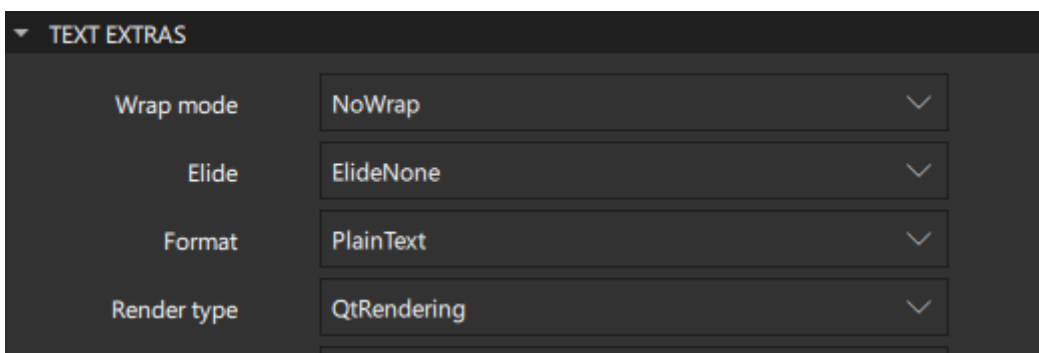 TEXT EXTRAS
Wrap mode NoWrap
Elide ElideNone
Format PlainText
Render type QtRendering